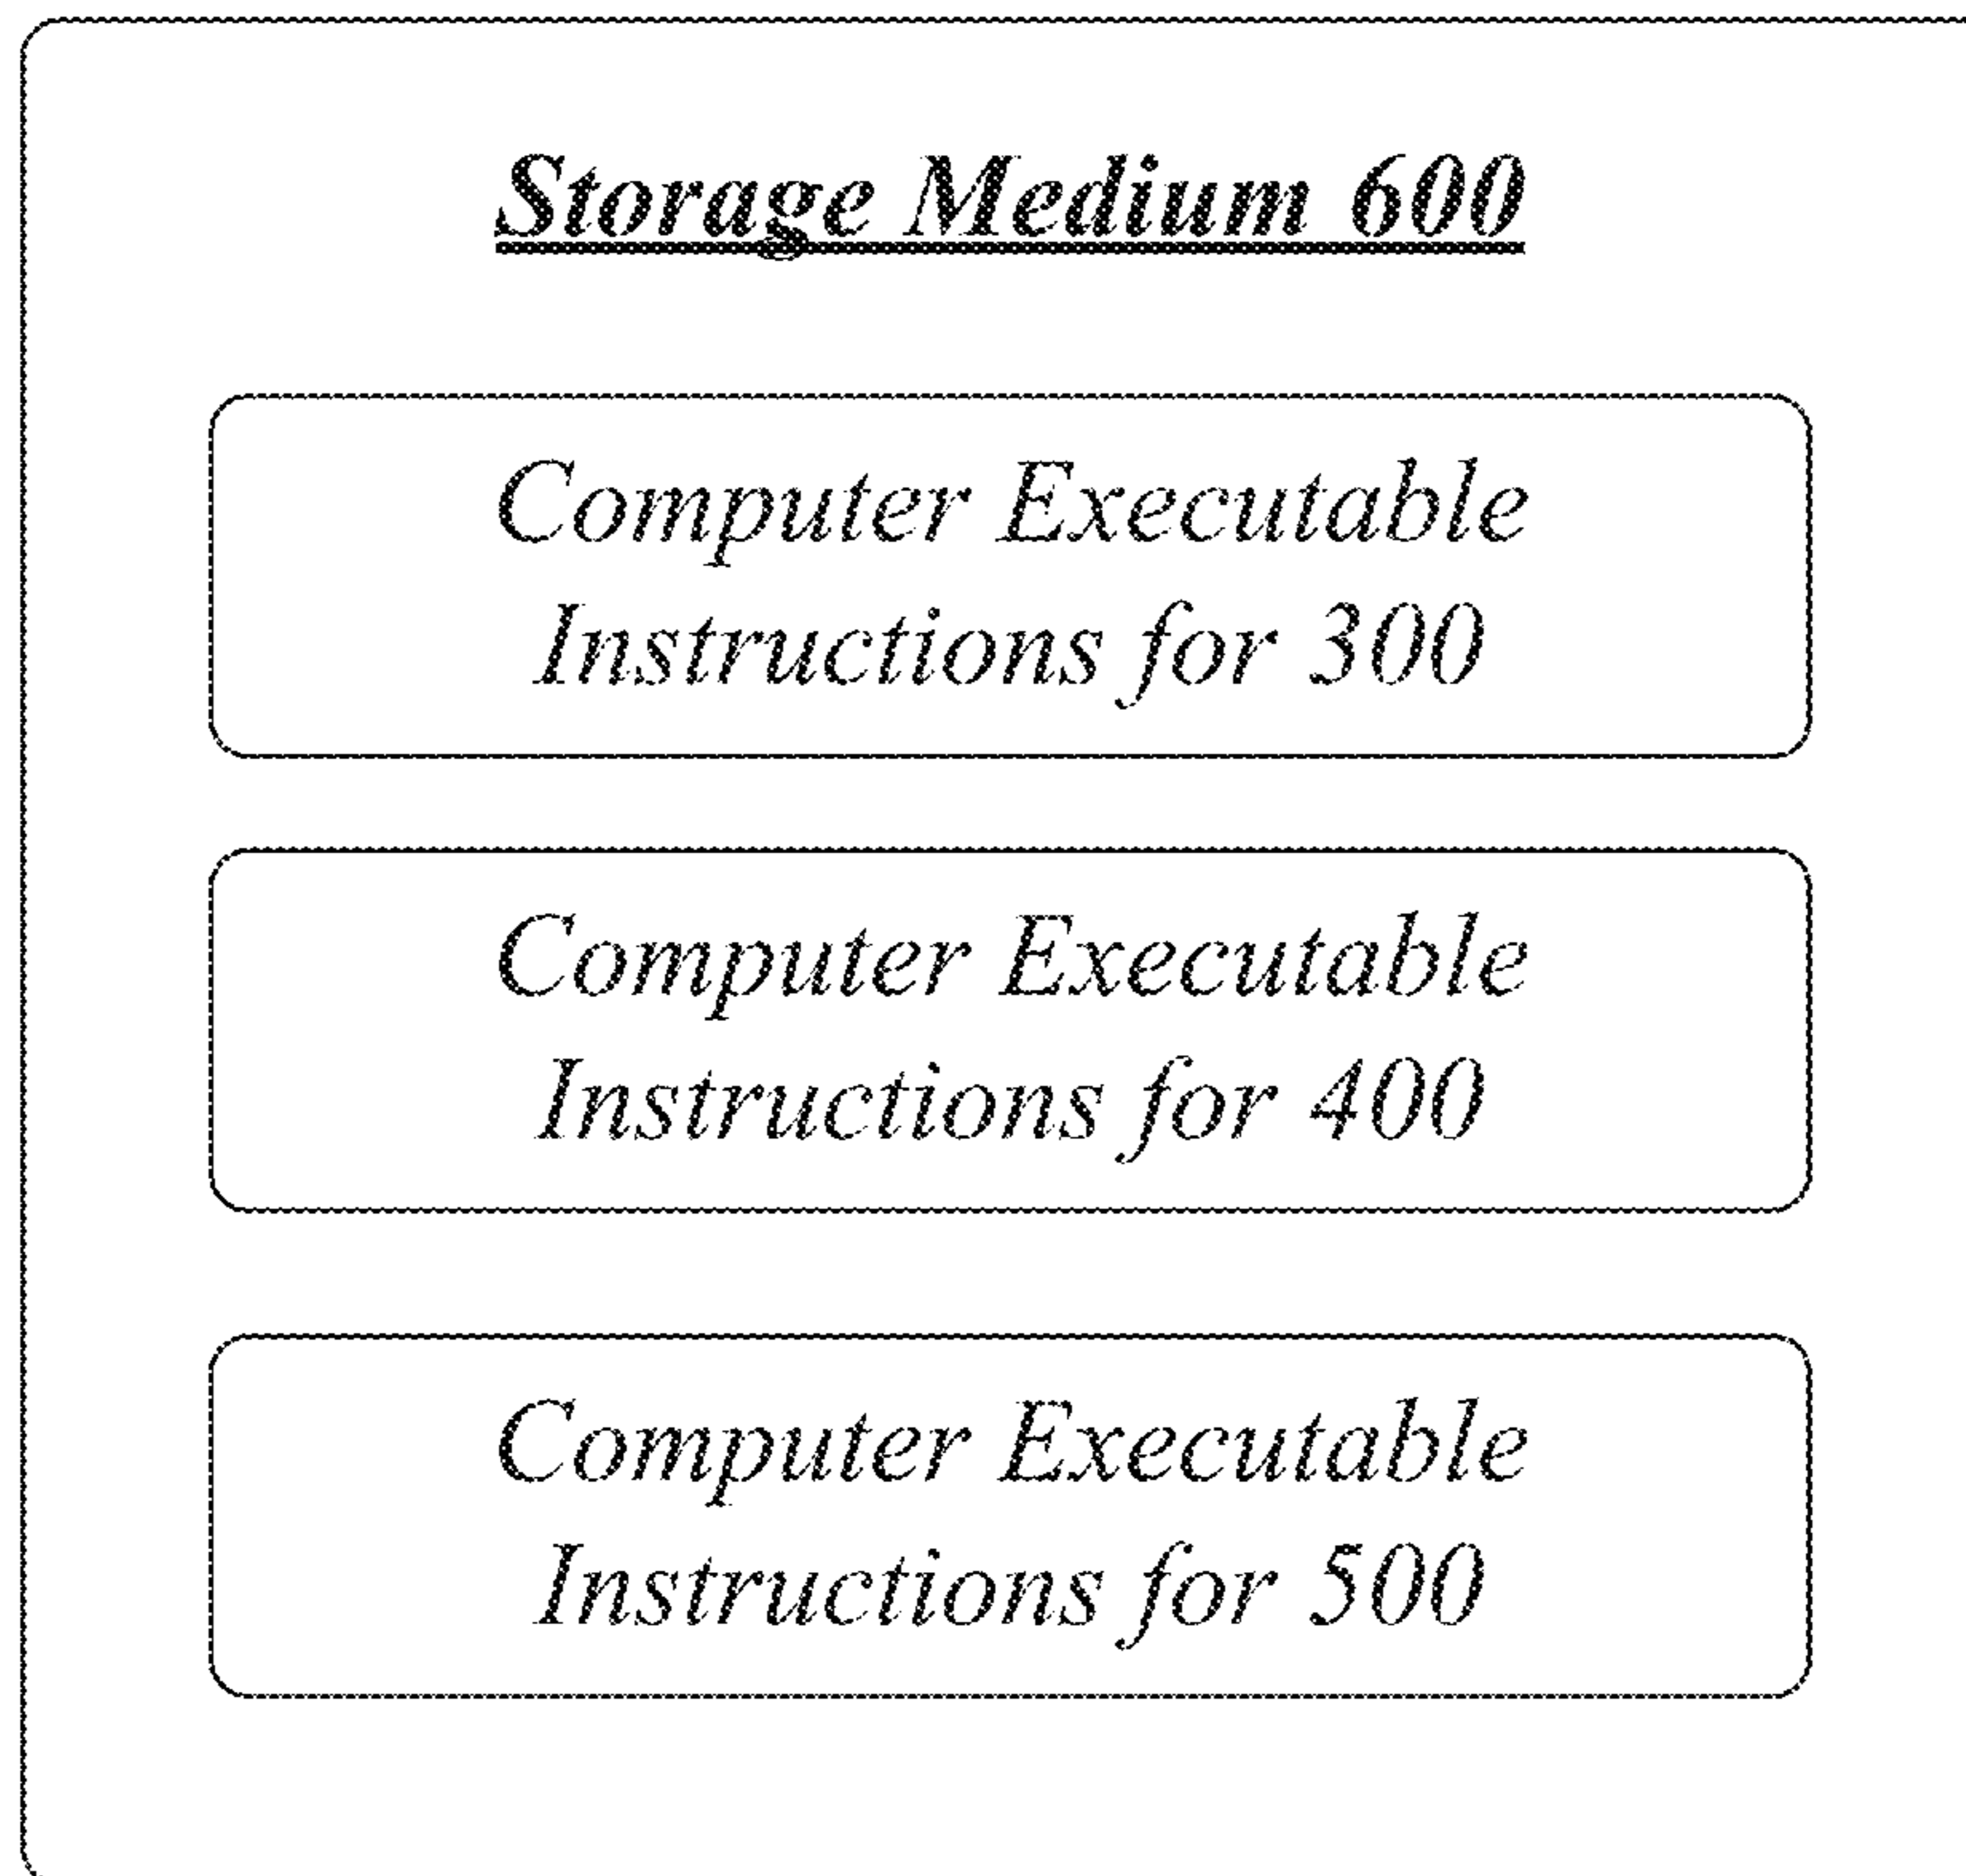 Storage Medium 600
Computer Executable
Instructions for 300
Computer Executable
Instructions for 400
Computer Executable
Instructions for 500